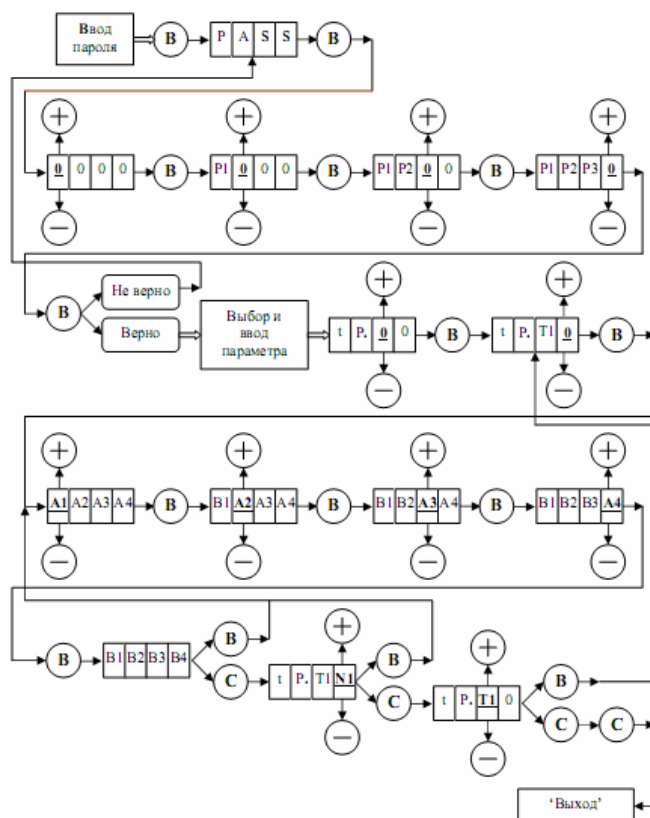 Ввод пароля В P A S S В
+ + + +
0 0 0 0 В P1 0 0 0 В P1 P2 0 0 В P1 P2 P3 0
— — — —
Не верно + +
В Верно Выбор и ввод параметра t P. 0 0 В t P. T1 0 В
— —
+ + + +
A1 A2 A3 A4 В B1 A2 A3 A4 В B1 B2 A3 A4 В B1 B2 B3 A4
— — — —
В + +
В B1 B2 B3 B4 С t P. T1 N1 В С t P. T1 0 В С С
— —
‘Выход’